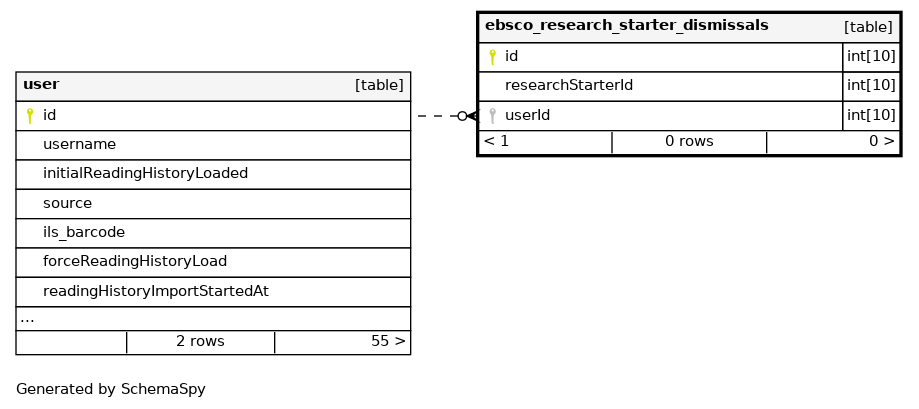 ebsco_research_starter_dismissals [table]
id int[10]
researchStarterId int[10]
userId int[10]
< 1 0 rows 0 >
user [table]
id
username
initialReadingHistoryLoaded
source
ils_barcode
forceReadingHistoryLoad
readingHistoryImportStartedAt
...
2 rows 55 >
Generated by SchemaSpy